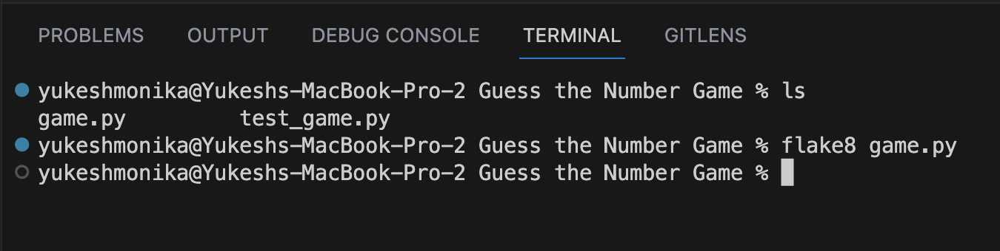 PROBLEMS OUTPUT DEBUG CONSOLE TERMINAL GITLENS
yukeshmonika@Yukeshs-MacBook-Pro-2 Guess the Number Game % ls
game.py test_game.py
yukeshmonika@Yukeshs-MacBook-Pro-2 Guess the Number Game % flake8 game.py
yukeshmonika@Yukeshs-MacBook-Pro-2 Guess the Number Game %